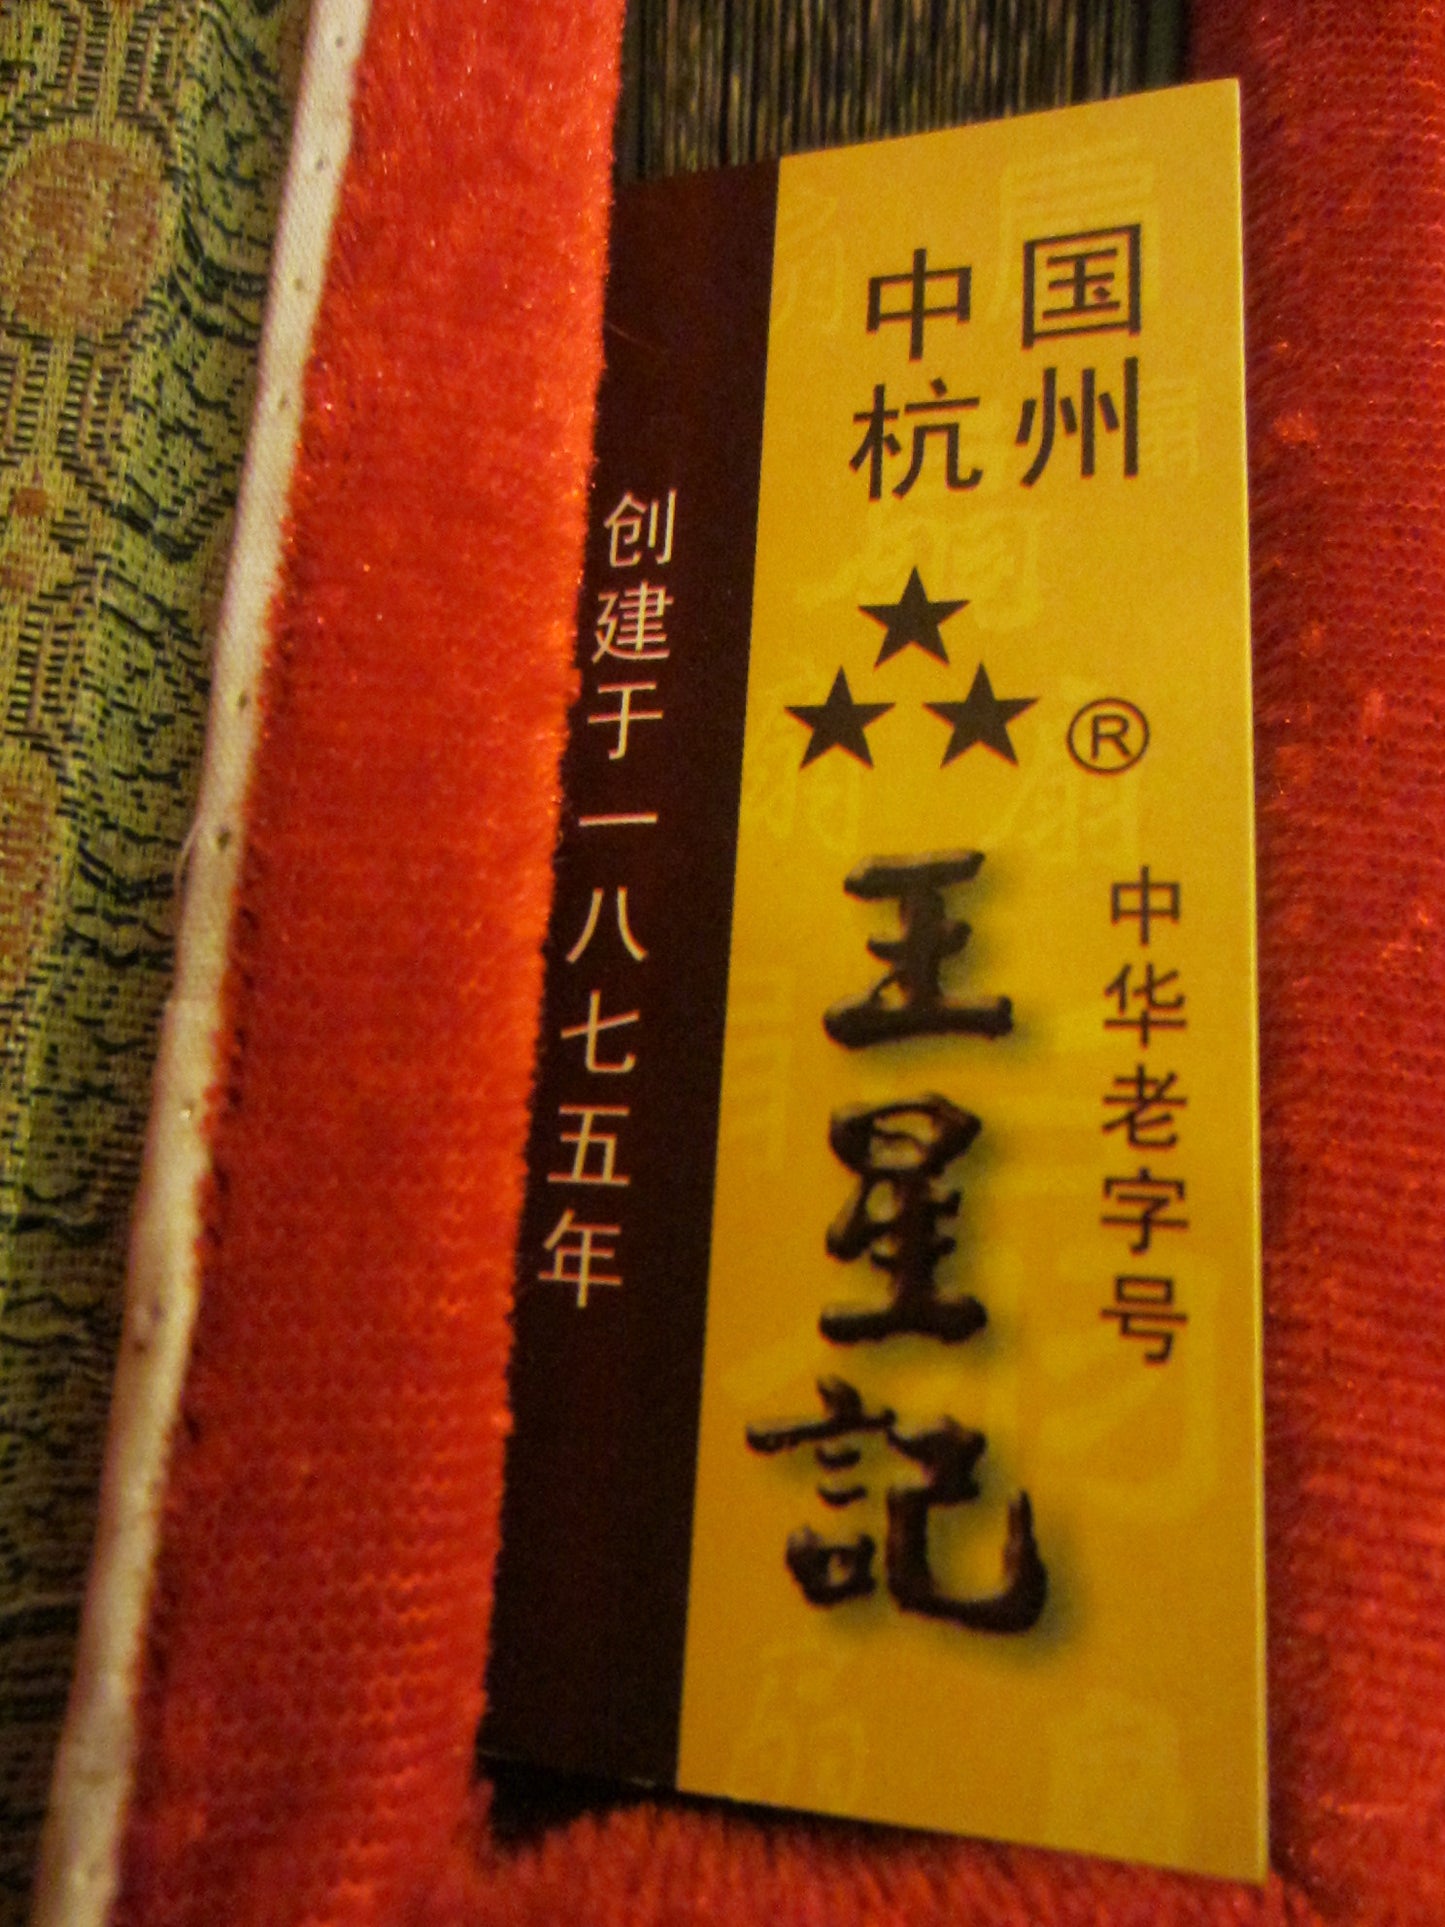 中国
杭州
®
中华老字号
王星記
创建于一八七五年